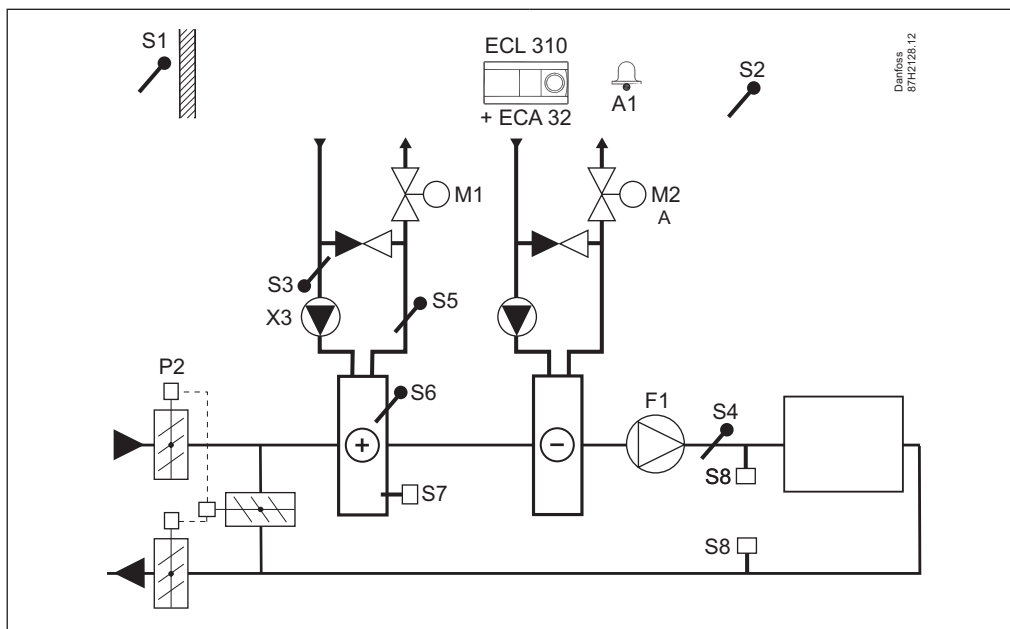 S1
ECL 310
+ ECA 32
A1
S2
Danfoss
87H2128.12
M1
M2
A
S3
S5
X3
P2
S6
F1
S4
+
−
S7
S8
S8